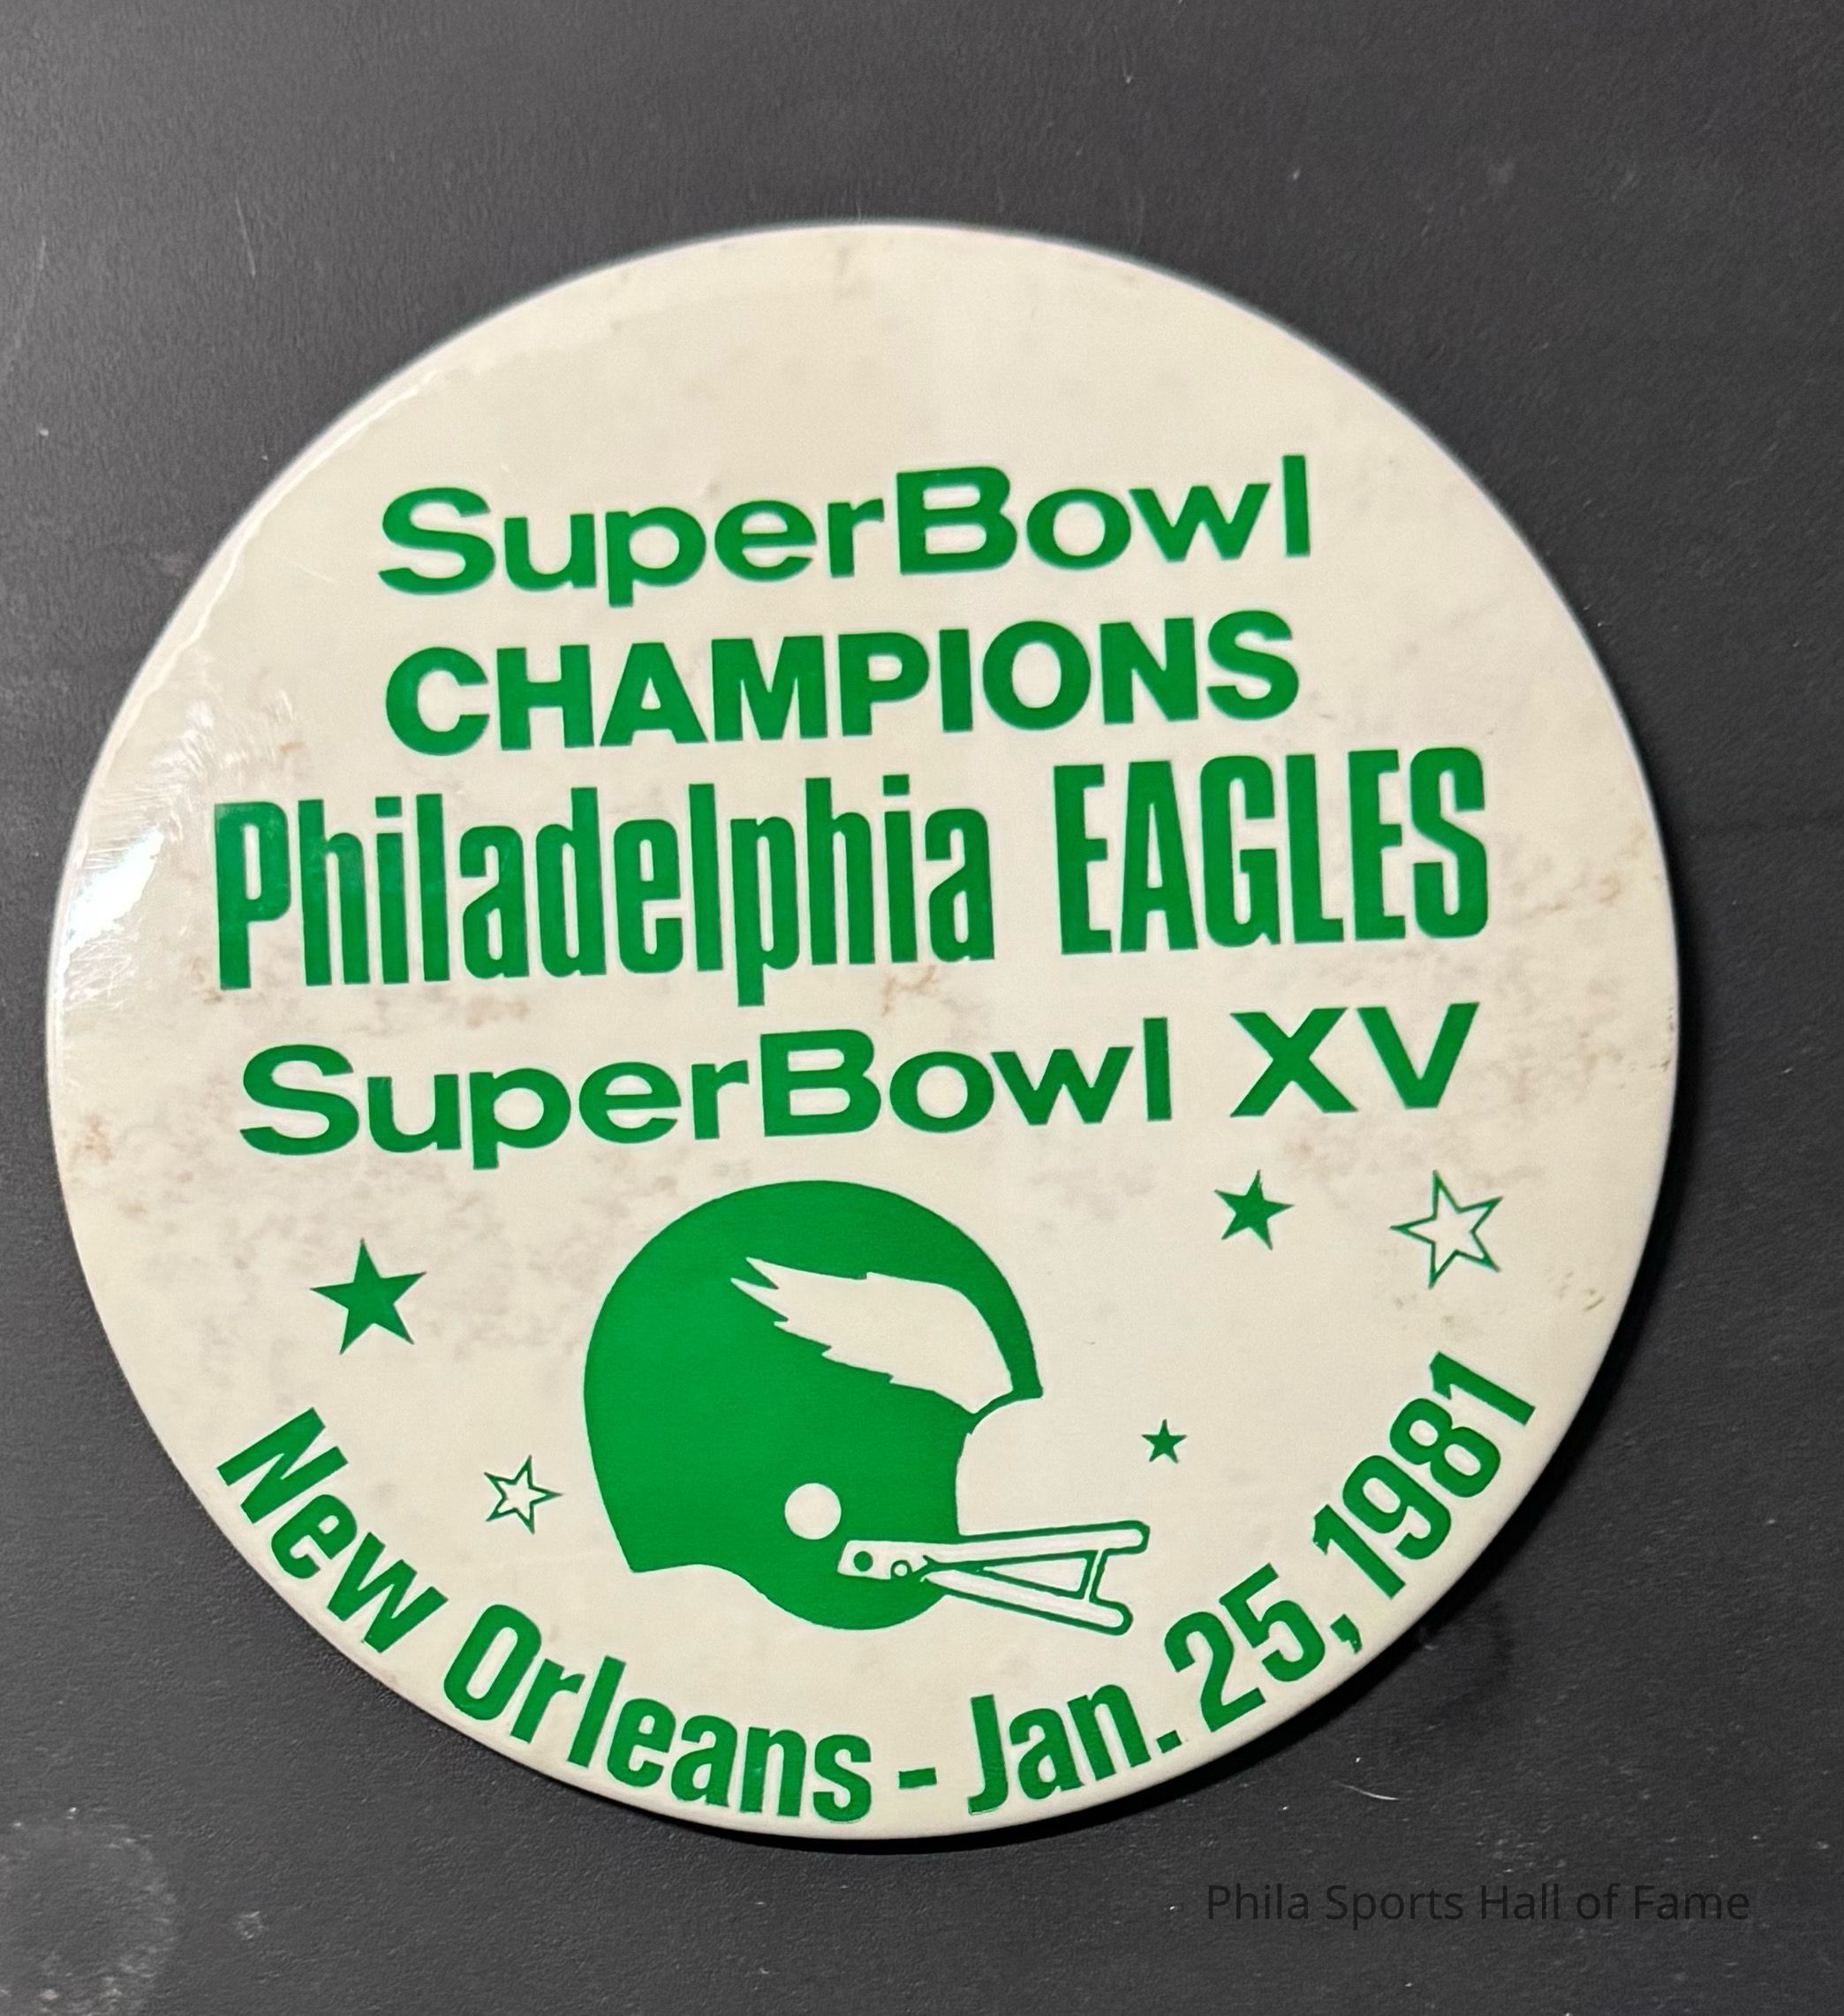 SuperBowl
CHAMPIONS
Philadelphia EAGLES
SuperBowl XV
New Orleans - Jan. 25, 1981
Phila Sports Hall of Fame